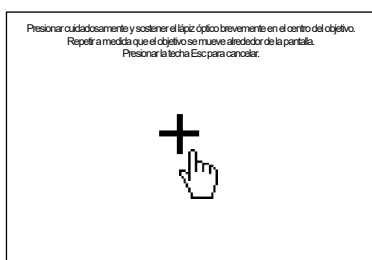 Presionar cuidadosamente y sostener el lápiz óptico brevemente en el centro del objetivo.
Repetir a medida que el objetivo se mueve alrededor de la pantalla.
Presionar la techa Esc para cancelar.